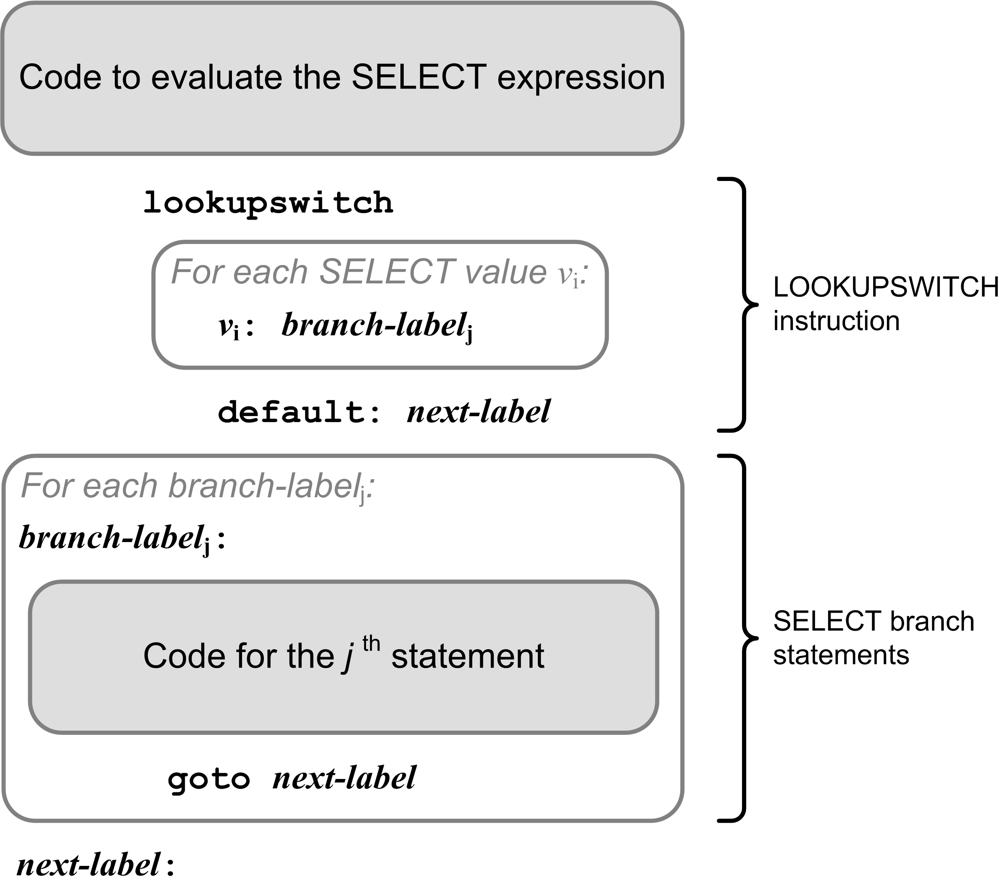 Code to evaluate the SELECT expression
lookupswitch
For each SELECT value vi:
vi: branch-labelj
default: next-label
LOOKUPSWITCH
instruction
For each branch-labelj:
branch-labelj:
Code for the j th statement
goto next-label
SELECT branch
statements
next-label: